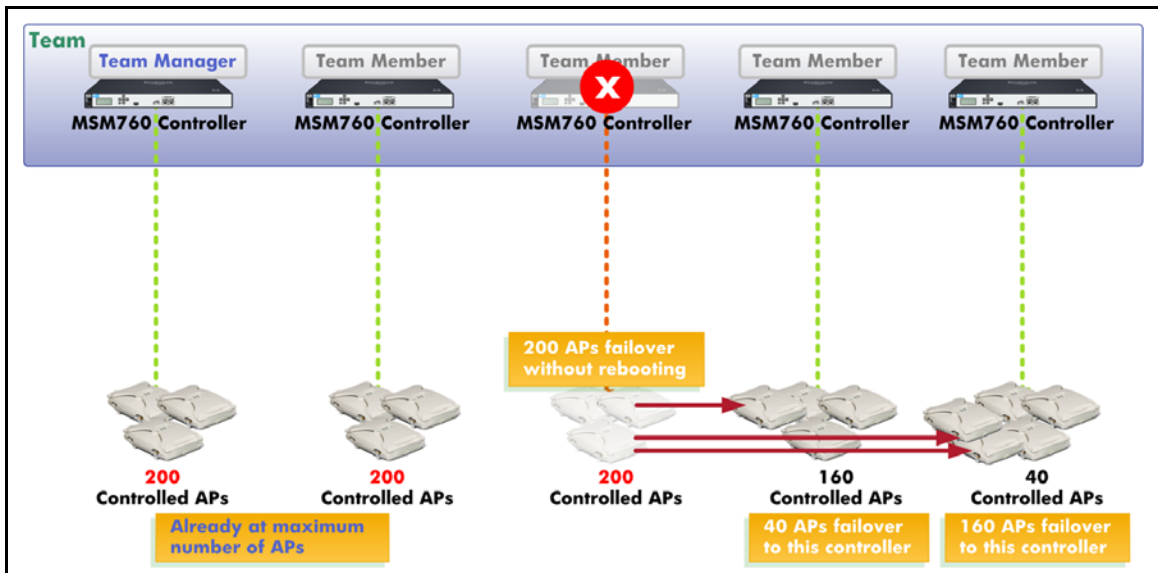 Team
Team Manager
Team Member
Team Member
Team Member
Team Member
X
MSM760 Controller
MSM760 Controller
MSM760 Controller
MSM760 Controller
MSM760 Controller
200 APs failover
without rebooting
200
Controlled APs
200
Controlled APs
200
Controlled APs
160
Controlled APs
40
Controlled APs
Already at maximum
number of APs
40 APs failover
to this controller
160 APs failover
to this controller